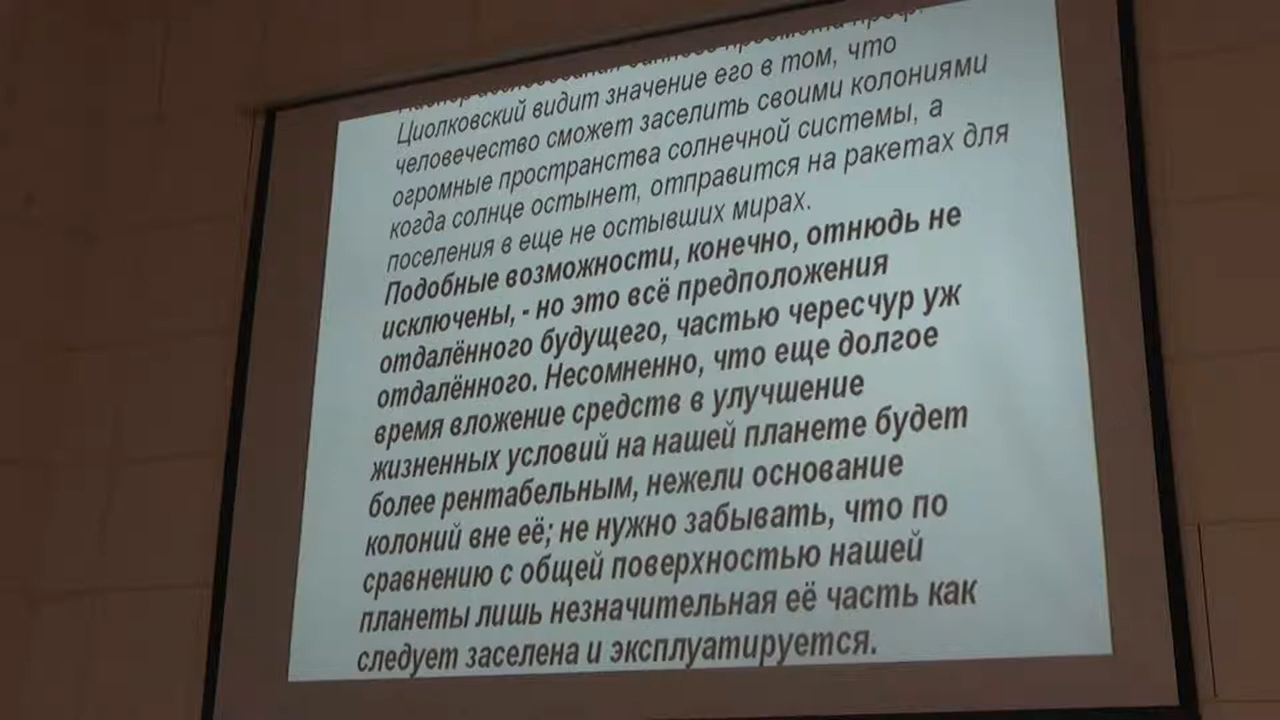 Циолковский видит значение его в том, что
человечество сможет заселить своими колониями
огромные пространства солнечной системы, а
когда солнце остынет, отправится на ракетах для
поселения в еще не остывших мирах.
Подобные возможности, конечно, отнюдь не
исключены, - но это всё предположения
отдалённого будущего, частью чересчур уж
отдалённого. Несомненно, что еще долгое
время вложение средств в улучшение
жизненных условий на нашей планете будет
более рентабельным, нежели основание
колоний вне её; не нужно забывать, что по
сравнению с общей поверхностью нашей
планеты лишь незначительная её часть как
следует заселена и эксплуатируется.